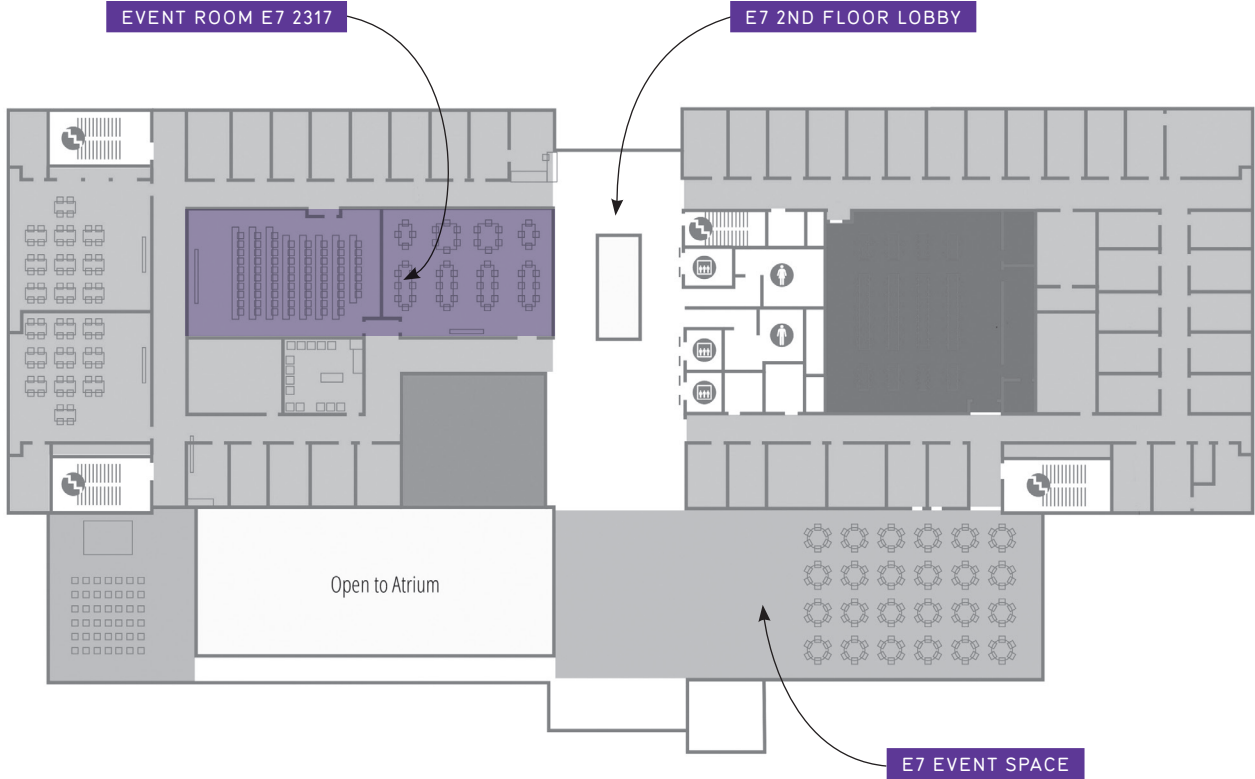 EVENT ROOM E7 2317
E7 2ND FLOOR LOBBY
Open to Atrium
E7 EVENT SPACE